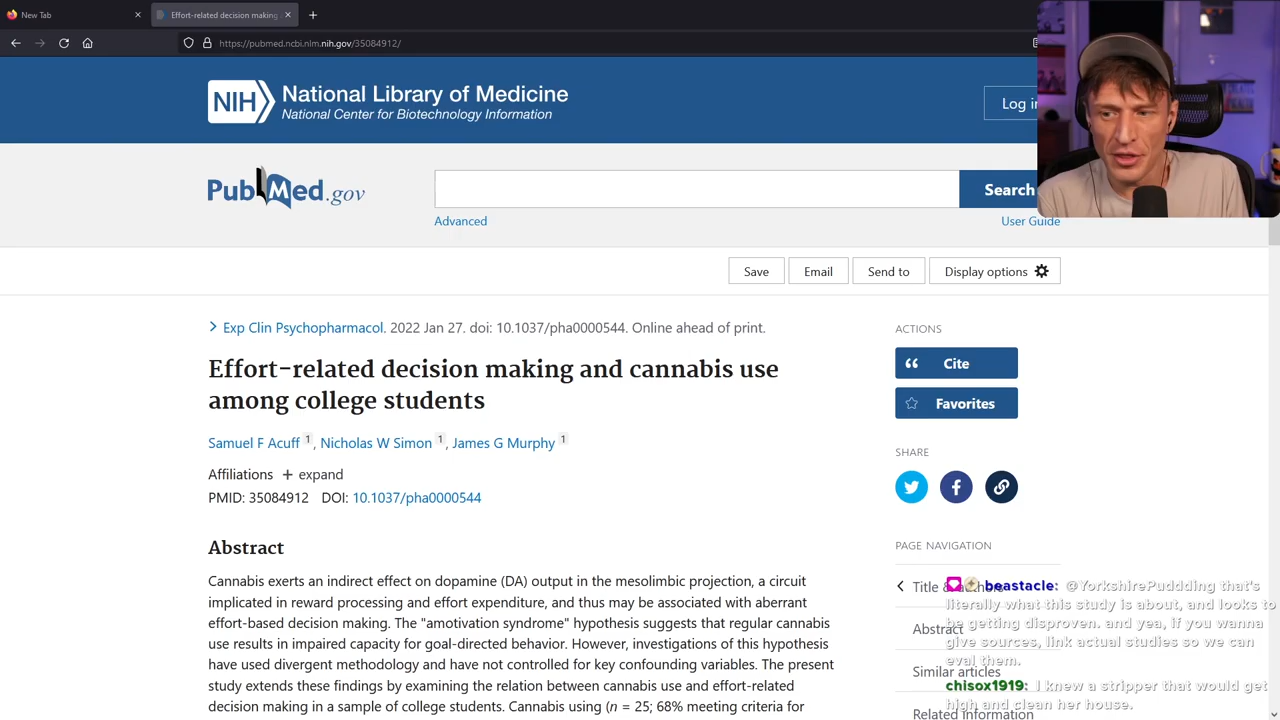 New Tab
Effort-related decision making
https://pubmed.ncbi.nlm.nih.gov/35084912/
NIH
National Library of Medicine
National Center for Biotechnology Information
Log in
PubMed.gov
Search
Advanced
User Guide
Save
Email
Send to
Display options
Exp Clin Psychopharmacol. 2022 Jan 27. doi: 10.1037/pha0000544. Online ahead of print.
Effort-related decision making and cannabis use
among college students
Samuel F Acuff 1, Nicholas W Simon 1, James G Murphy 1
Affiliations + expand
PMID: 35084912 DOI: 10.1037/pha0000544
Abstract
Cannabis exerts an indirect effect on dopamine (DA) output in the mesolimbic projection, a circuit
implicated in reward processing and effort expenditure, and thus may be associated with aberrant
effort-based decision making. The "amotivation syndrome" hypothesis suggests that regular cannabis
use results in impaired capacity for goal-directed behavior. However, investigations of this hypothesis
have used divergent methodology and have not controlled for key confounding variables. The present
study extends these findings by examining the relation between cannabis use and effort-related
decision making in a sample of college students. Cannabis using (n = 25; 68% meeting criteria for
ACTIONS
Cite
Favorites
SHARE
PAGE NAVIGATION
Title & authors
Abstract
Similar articles
Related information
beastacle: @YorkshirePuddding that's
literally what this study is about, and looks to
be getting disproven. and yea, if you wanna
give sources, link actual studies so we can
eval them.
chisox1919: I knew a stripper that would get
high and clean her house.